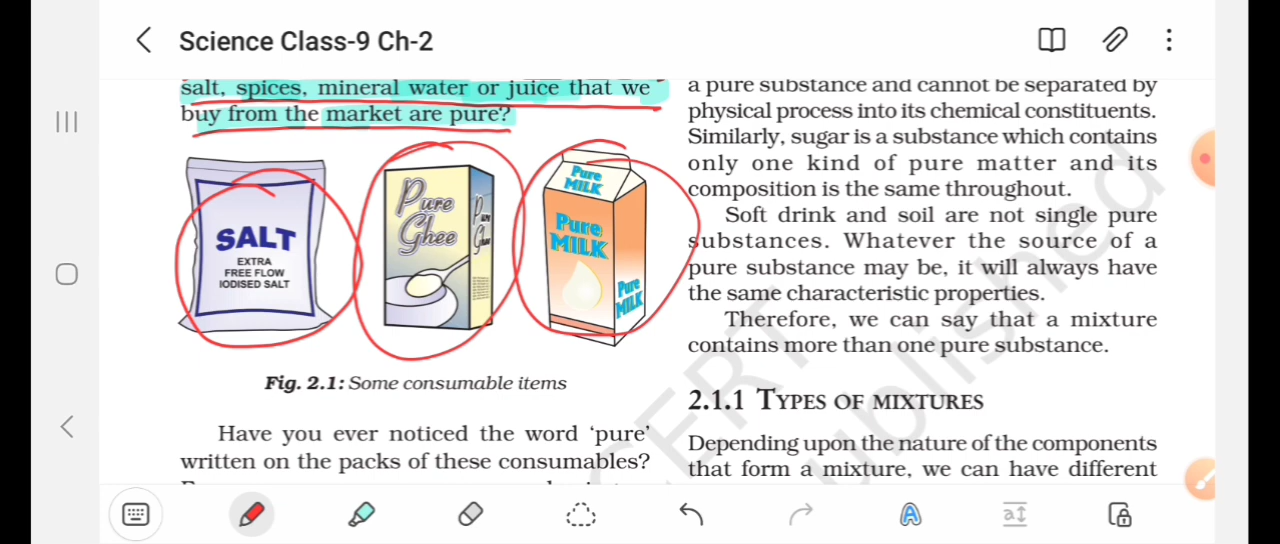 Science Class-9 Ch-2
salt, spices, mineral water or juice that we
buy from the market are pure?
SALT
EXTRA
FREE FLOW
IODISED SALT
Pure
Ghee
Pure
Ghee
Pure
MILK
Pure
MILK
Pure
MILK
Fig. 2.1: Some consumable items
Have you ever noticed the word ‘pure’
written on the packs of these consumables?
a pure substance and cannot be separated by
physical process into its chemical constituents.
Similarly, sugar is a substance which contains
only one kind of pure matter and its
composition is the same throughout.
Soft drink and soil are not single pure
substances. Whatever the source of a
pure substance may be, it will always have
the same characteristic properties.
Therefore, we can say that a mixture
contains more than one pure substance.
2.1.1 TYPES OF MIXTURES
Depending upon the nature of the components
that form a mixture, we can have different